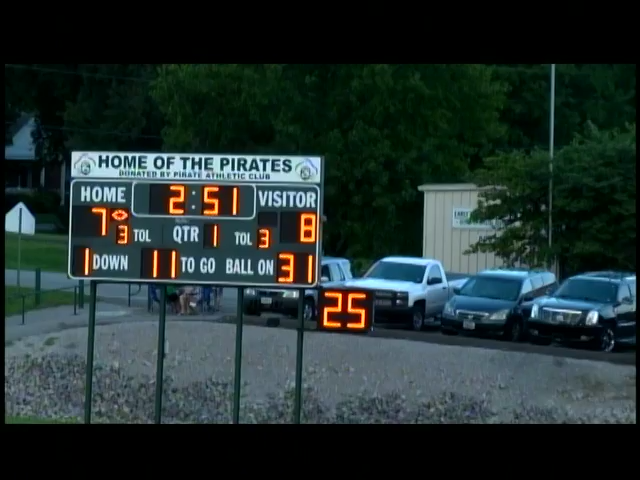 HOME OF THE PIRATES
DONATED BY PIRATE ATHLETIC CLUB
HOME 2:51 VISITOR
7 3 TOL QTR 1 TOL 3 8
1 DOWN 11 TO GO BALL ON 31
25